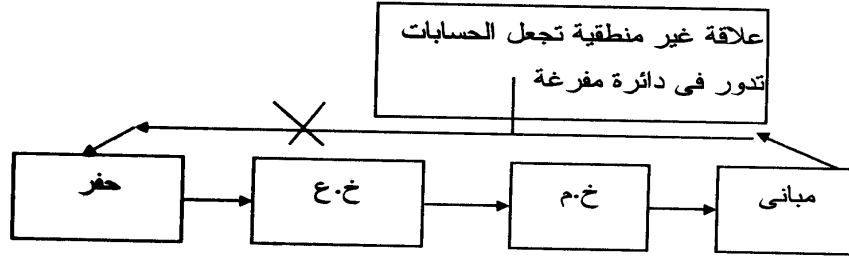 علاقة غير منطقية تجعل الحسابات
تدور فى دائرة مفرغة
حفر
خ.ع
خ.م
مبانى